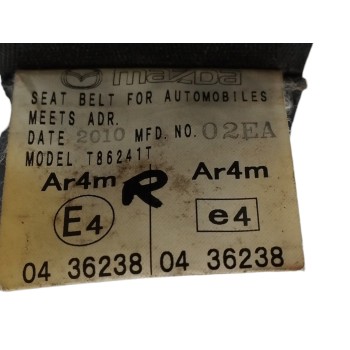 mazda
SEAT BELT FOR AUTOMOBILES
MEETS ADR.
DATE 2010 MFD. NO. 02EA
MODEL T86241T
Ar4m R Ar4m
E4 e4
04 36238 04 36238